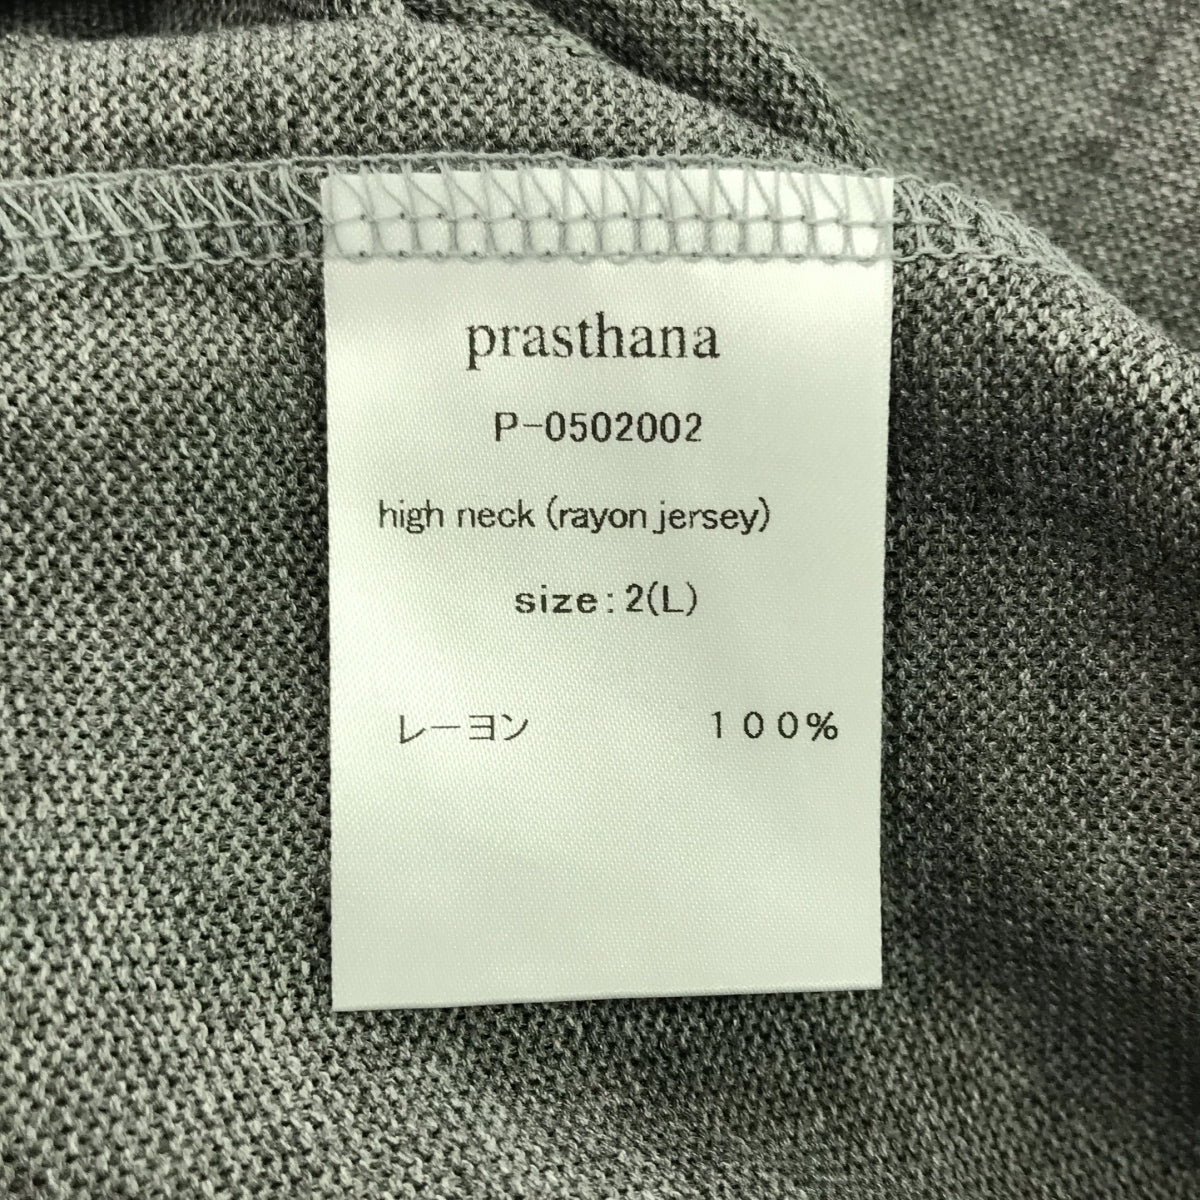 prasthana
P-0502002
high neck (rayon jersey)
size:2(L)
レーヨン 100%